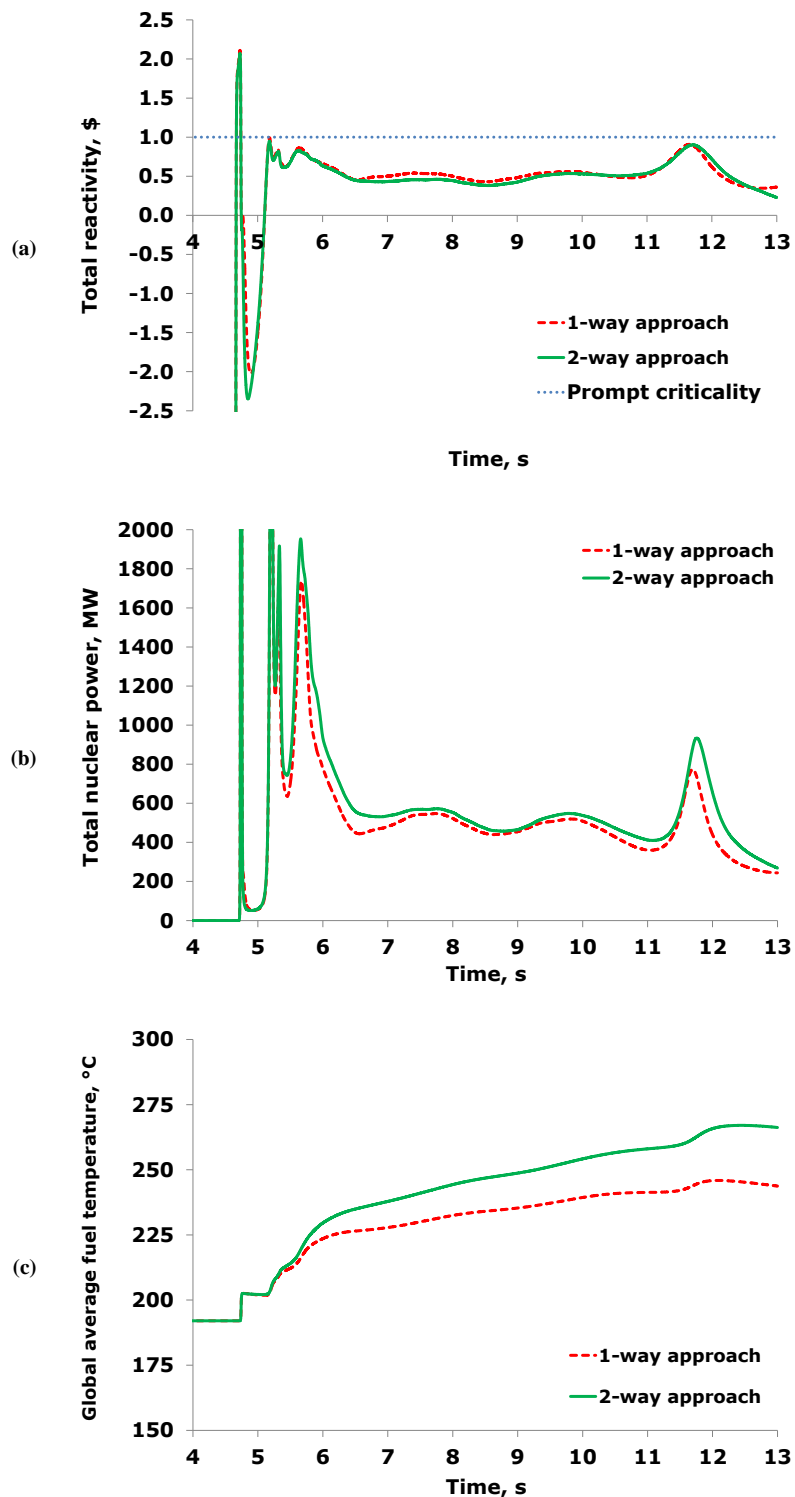 (a)
Total reactivity, $
2.5
2.0
1.5
1.0
0.5
0.0
-0.5
-1.0
-1.5
-2.0
-2.5
4 5 6 7 8 9 10 11 12 13
1-way approach
2-way approach
Prompt criticality
Time, s
(b)
Total nuclear power, MW
2000
1800
1600
1400
1200
1000
800
600
400
200
0
4 5 6 7 8 9 10 11 12 13
1-way approach
2-way approach
Time, s
(c)
Global average fuel temperature, °C
300
275
250
225
200
175
150
4 5 6 7 8 9 10 11 12 13
1-way approach
2-way approach
Time, s